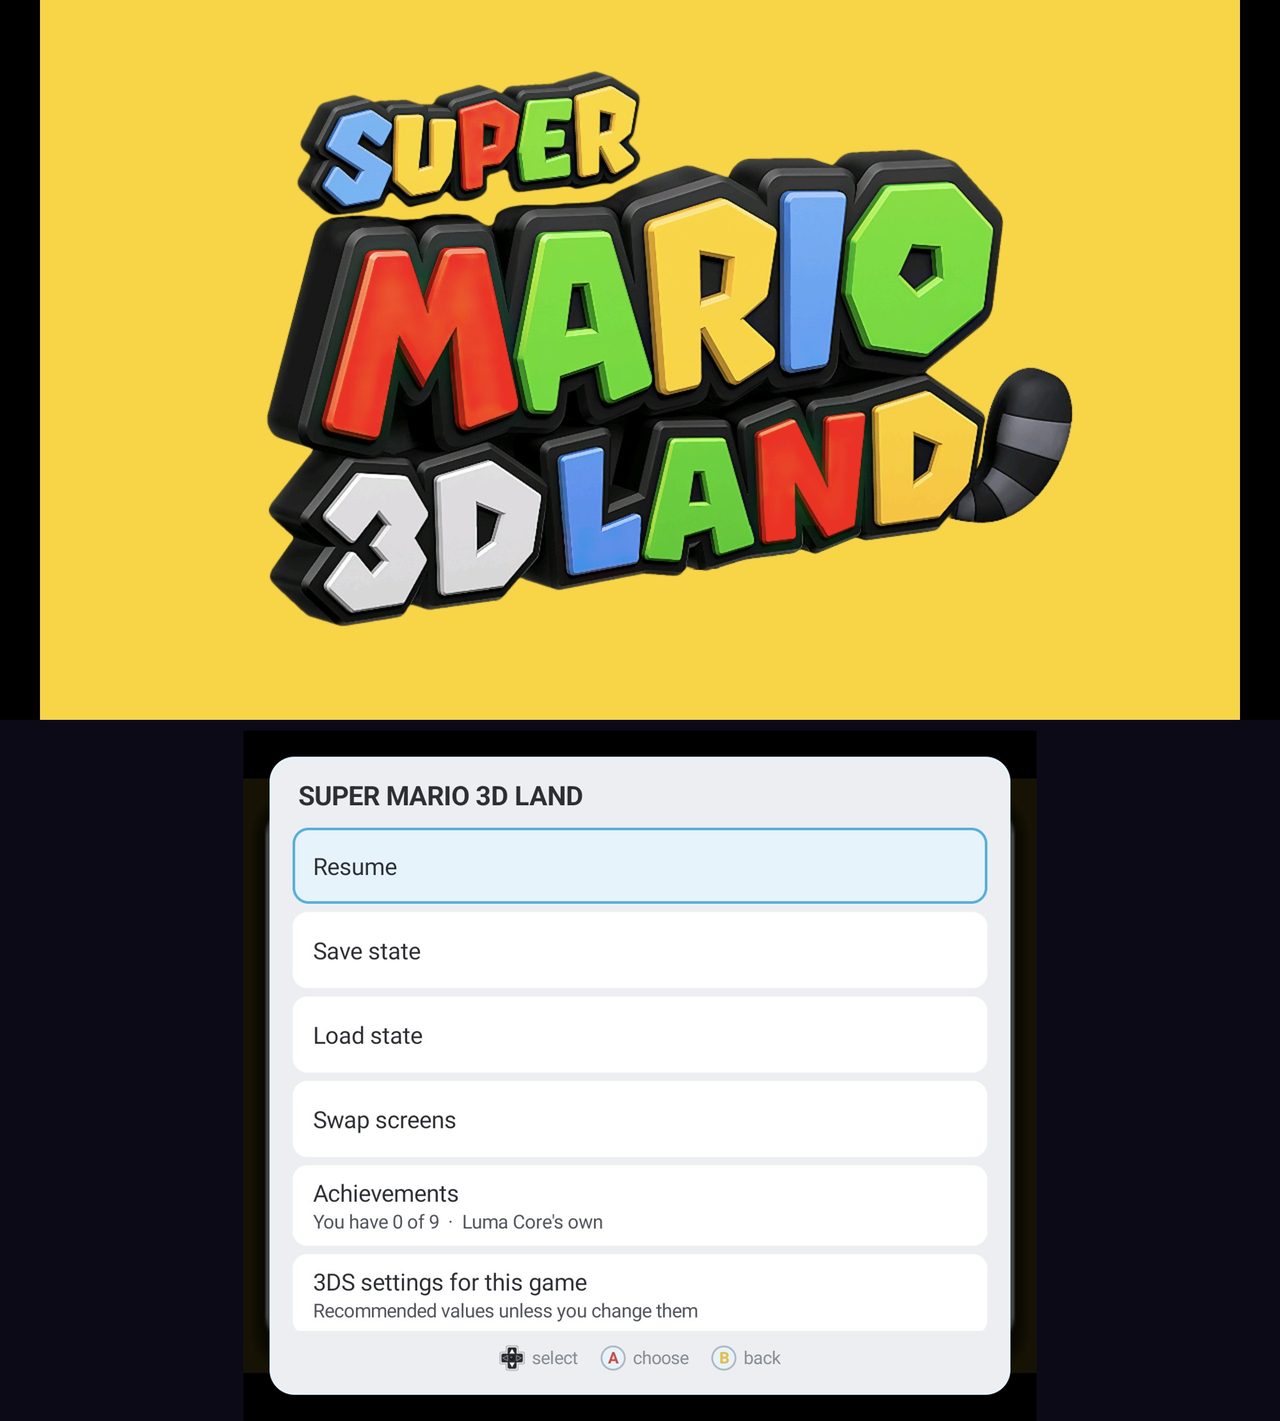 SUPER
MARIO
3D LAND
SUPER MARIO 3D LAND
Resume
Save state
Load state
Swap screens
Achievements
You have 0 of 9 · Luma Core's own
3DS settings for this game
Recommended values unless you change them
select A choose B back